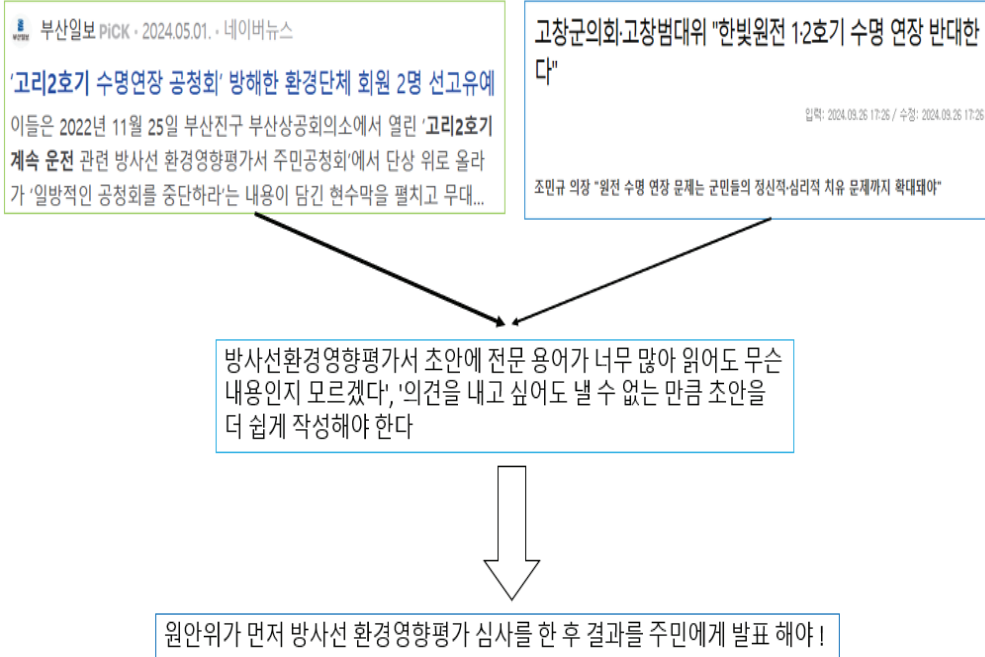 부산일보 PiCK · 2024.05.01. · 네이버뉴스
'고리2호기 수명연장 공청회' 방해한 환경단체 회원 2명 선고유예
이들은 2022년 11월 25일 부산진구 부산상공회의소에서 열린 '고리2호기
계속 운전 관련 방사선 환경영향평가서 주민공청회'에서 단상 위로 올라
가 '일방적인 공청회를 중단하라'는 내용이 담긴 현수막을 펼치고 무대...
고창군의회·고창범대위 "한빛원전 1·2호기 수명 연장 반대한
다"
입력: 2024.09.26 17:26 / 수정: 2024.09.26 17:26
조민규 의장 "원전 수명 연장 문제는 군민들의 정신적·심리적 치유 문제까지 확대돼야"
방사선환경영향평가서 초안에 전문 용어가 너무 많아 읽어도 무슨
내용인지 모르겠다', '의견을 내고 싶어도 낼 수 없는 만큼 초안을
더 쉽게 작성해야 한다
원안위가 먼저 방사선 환경영향평가 심사를 한 후 결과를 주민에게 발표 해야 !